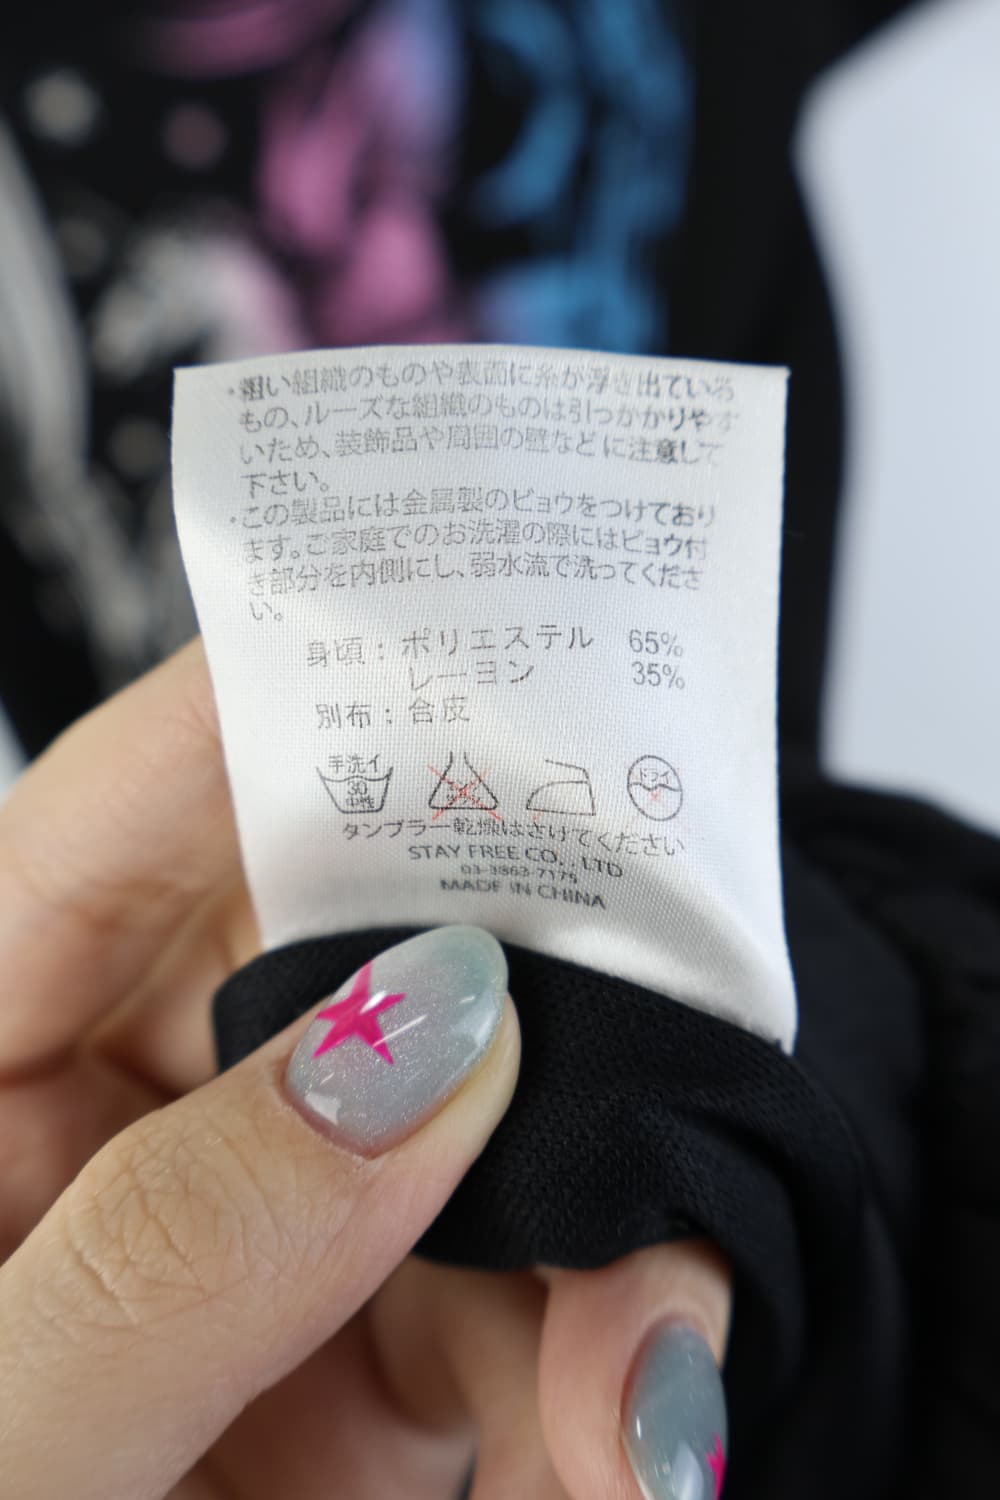 ・粗い組織のものや表面に糸が浮き出ている
もの、ルーズな組織のものは引っかかりやす
いため、装飾品や周囲の壁などに注意して
下さい。
・この製品には金属製のビョウをつけており
ます。ご家庭でのお洗濯の際にはビョウ付
き部分を内側にし、弱水流で洗ってくださ
い。
身頃：ポリエステル 65%
レーヨン 35%
別布：合皮
手洗イ
30
中性
ドライ
タンブラー乾燥はさけてください
STAY FREE CO., LTD
03-3863-7175
MADE IN CHINA